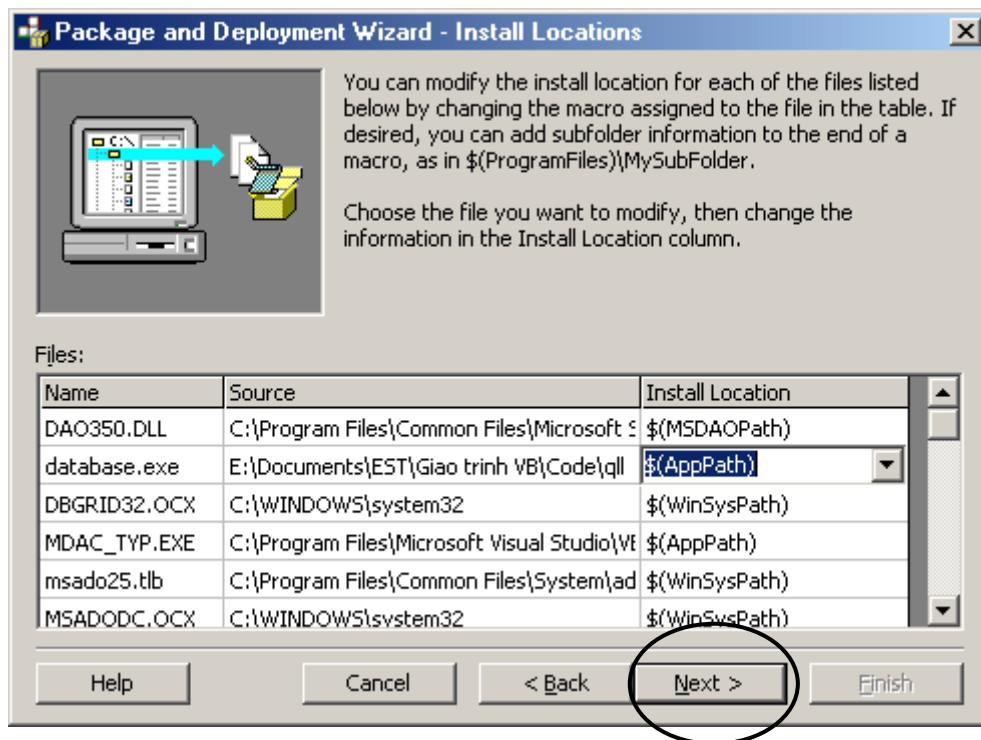 Package and Deployment Wizard - Install Locations
You can modify the install location for each of the files listed
below by changing the macro assigned to the file in the table. If
desired, you can add subfolder information to the end of a
macro, as in $(ProgramFiles)\MySubFolder.
Choose the file you want to modify, then change the
information in the Install Location column.
C:\
Files:
Name Source Install Location
DAO350.DLL C:\Program Files\Common Files\Microsoft S $(MSDAOPath)
database.exe E:\Documents\EST\Giao trinh VB\Code\qll $(AppPath)
DBGRID32.OCX C:\WINDOWS\system32 $(WinSysPath)
MDAC_TYP.EXE C:\Program Files\Microsoft Visual Studio\VB $(AppPath)
msado25.tlb C:\Program Files\Common Files\System\ad $(WinSysPath)
MSADODC.OCX C:\WINDOWS\system32 $(WinSysPath)
Help Cancel < Back Next > Finish